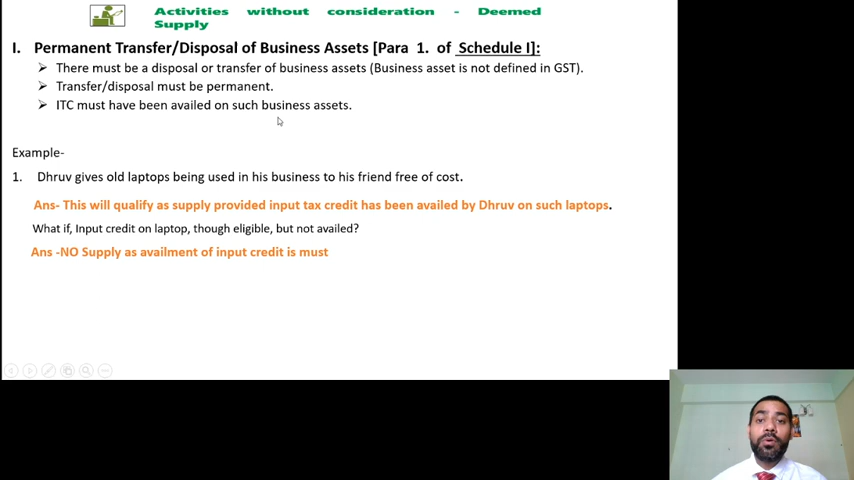 Activities without consideration - Deemed
Supply
I. Permanent Transfer/Disposal of Business Assets [Para 1. of Schedule I]:
➢ There must be a disposal or transfer of business assets (Business asset is not defined in GST).
➢ Transfer/disposal must be permanent.
➢ ITC must have been availed on such business assets.
Example-
1. Dhruv gives old laptops being used in his business to his friend free of cost.
Ans- This will qualify as supply provided input tax credit has been availed by Dhruv on such laptops.
What if, Input credit on laptop, though eligible, but not availed?
Ans -NO Supply as availment of input credit is must